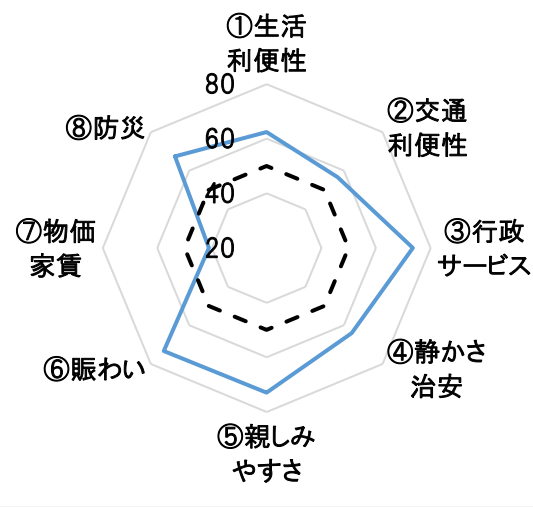 ①生活
利便性
80
②交通
利便性
⑧防災
60
40
⑦物価
家賃
20
③行政
サービス
④静かさ
治安
⑥賑わい
⑤親しみ
やすさ